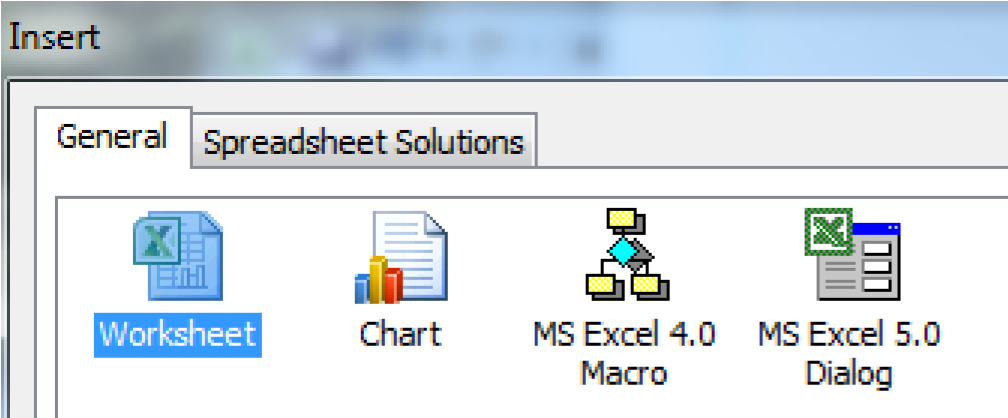 Insert
General
Spreadsheet Solutions
Worksheet
Chart
MS Excel 4.0
Macro
MS Excel 5.0
Dialog